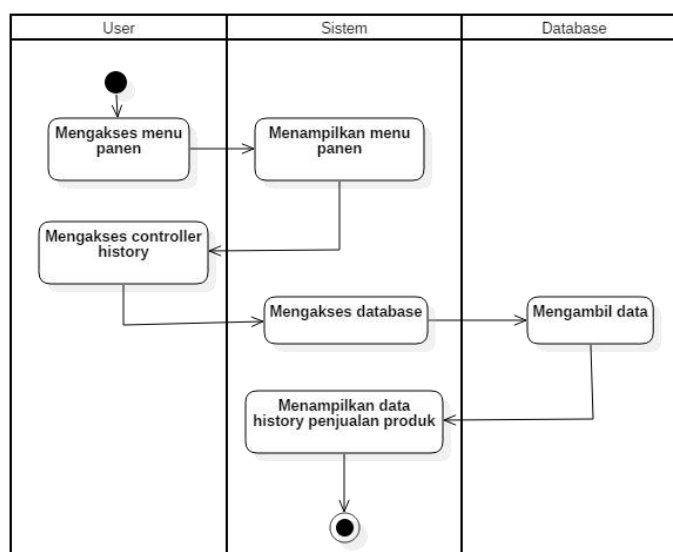 User
Sistem
Database
Mengakses menu
panen
Menampilkan menu
panen
Mengakses controller
history
Mengakses database
Mengambil data
Menampilkan data
history penjualan produk